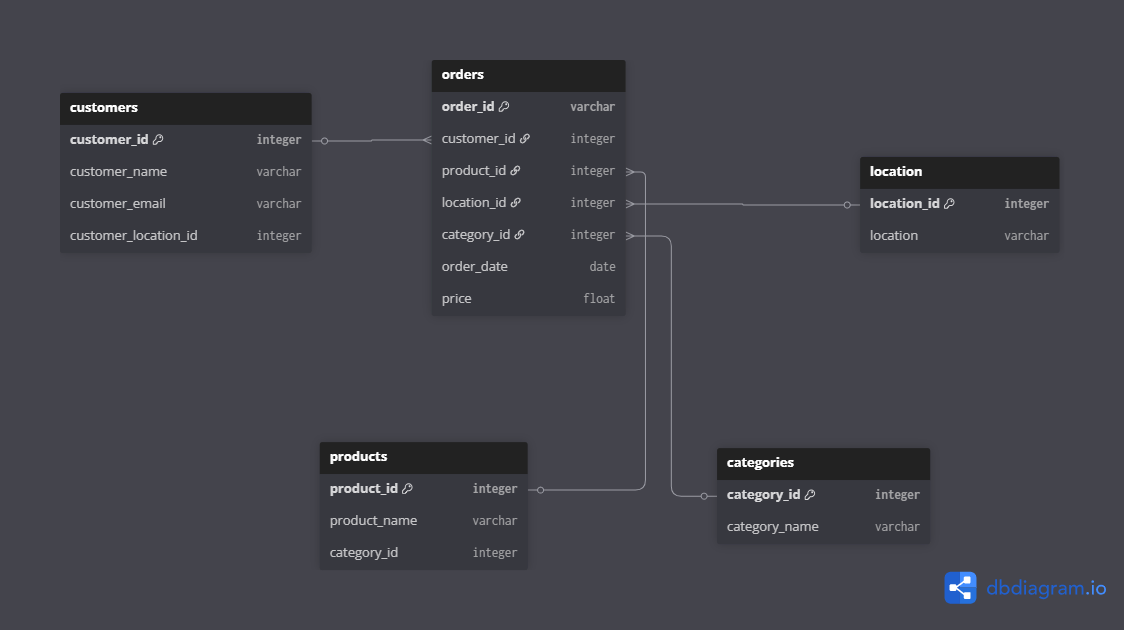 customers
customer_id integer
customer_name varchar
customer_email varchar
customer_location_id integer
orders
order_id varchar
customer_id integer
product_id integer
location_id integer
category_id integer
order_date date
price float
location
location_id integer
location varchar
products
product_id integer
product_name varchar
category_id integer
categories
category_id integer
category_name varchar
dbdiagram.io